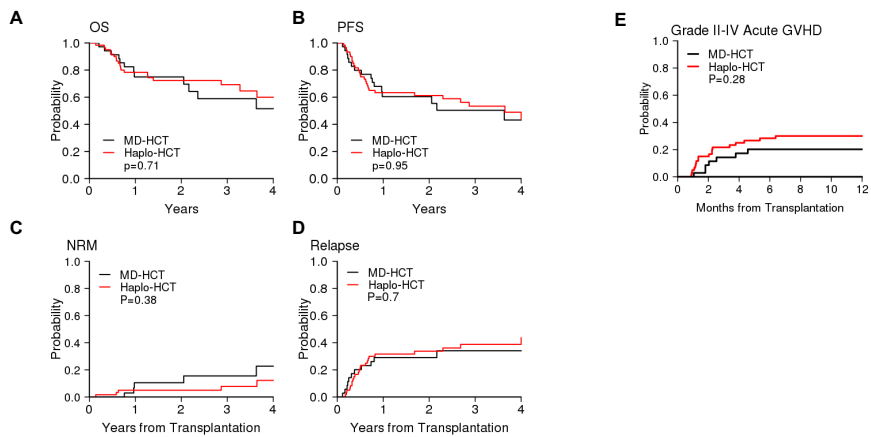 A
OS
Probability
1.0
0.8
0.6
0.4
0.2
0.0
MD-HCT
Haplo-HCT
p=0.71
0 1 2 3 4
Years
B
PFS
Probability
1.0
0.8
0.6
0.4
0.2
0.0
MD-HCT
Haplo-HCT
p=0.95
0 1 2 3 4
Years
E
Grade II-IV Acute GVHD
Probability
1.0
0.8
0.6
0.4
0.2
0.0
MD-HCT
Haplo-HCT
P=0.28
0 2 4 6 8 10 12
Months from Transplantation
C
NRM
Probability
1.0
0.8
0.6
0.4
0.2
0.0
MD-HCT
Haplo-HCT
P=0.38
0 1 2 3 4
Years from Transplantation
D
Relapse
Probability
1.0
0.8
0.6
0.4
0.2
0.0
MD-HCT
Haplo-HCT
P=0.7
0 1 2 3 4
Years from Transplantation